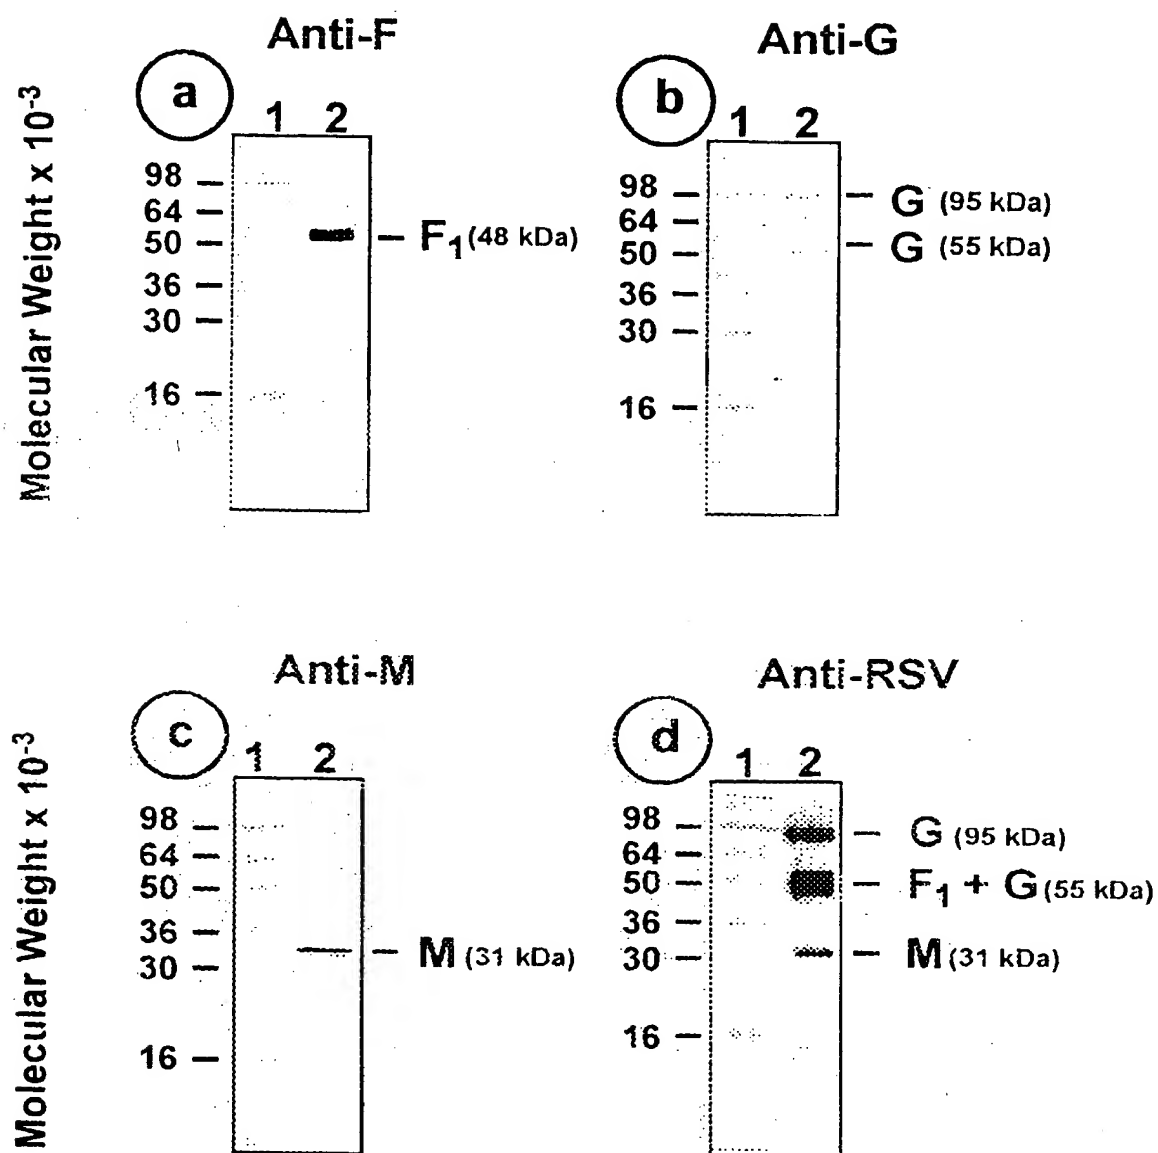 Anti-F
Molecular Weight x 10-3
a
1 2
98
64
50
36
30
16
F1 (48 kDa)
Anti-G
b
1 2
98
64
50
36
30
16
G (95 kDa)
G (55 kDa)
Anti-M
Molecular Weight x 10-3
c
1 2
98
64
50
36
30
16
M (31 kDa)
Anti-RSV
d
1 2
98
64
50
36
30
16
G (95 kDa)
F1 + G (55 kDa)
M (31 kDa)